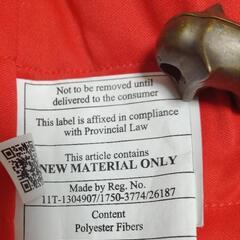 Not to be removed until
delivered to the consumer
This label is affixed in compliance
with Provincial Law
This article contains
NEW MATERIAL ONLY
Made by Reg. No.
11T-1304907/1750-3774/26187
Content
Polyester Fibers